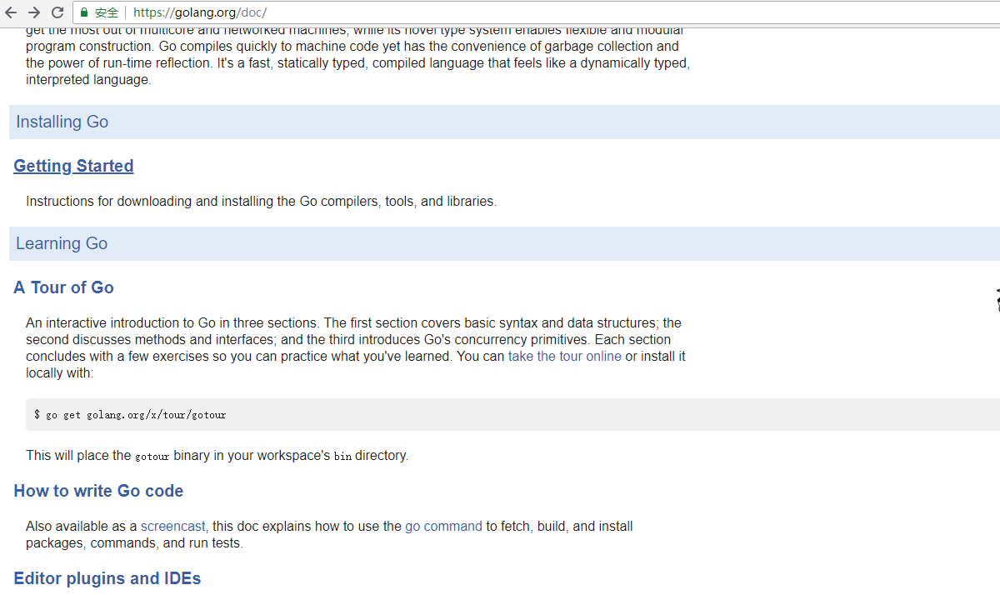 安全 https://golang.org/doc/
get the most out of multicore and networked machines, while its novel type system enables flexible and modular
program construction. Go compiles quickly to machine code yet has the convenience of garbage collection and
the power of run-time reflection. It's a fast, statically typed, compiled language that feels like a dynamically typed,
interpreted language.
Installing Go
Getting Started
Instructions for downloading and installing the Go compilers, tools, and libraries.
Learning Go
A Tour of Go
An interactive introduction to Go in three sections. The first section covers basic syntax and data structures; the
second discusses methods and interfaces; and the third introduces Go's concurrency primitives. Each section
concludes with a few exercises so you can practice what you've learned. You can take the tour online or install it
locally with:
$ go get golang.org/x/tour/gotour
This will place the gotour binary in your workspace's bin directory.
How to write Go code
Also available as a screencast, this doc explains how to use the go command to fetch, build, and install
packages, commands, and run tests.
Editor plugins and IDEs